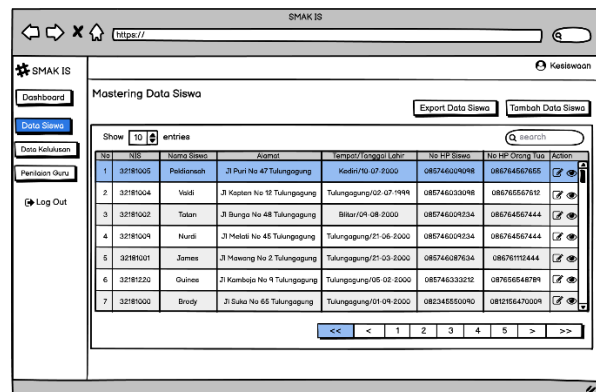 SMAK IS
https://
SMAK IS
Kesiswaan
Dashboard
Mastering Data Siswa
Export Data Siswa
Tambah Data Siswa
Data Siswa
Show 10 entries
search
Data Kelulusan
No NIS Nama Siswa Alamat Tempat/Tanggal Lahir No HP Siswa No HP Orang Tua Action
1 32181005 Peldiansah Jl Puri No 47 Tulungagung Kediri/10-07-2000 085746009098 086764567655
Penilaian Guru
2 32181004 Valdi Jl Kapten No 12 Tulungagung Tulungagung/02-07-1999 085746033098 086765567612
Log Out
3 32181002 Tatan Jl Bunga No 48 Tulungagung Blitar/09-08-2000 085746009234 086764567444
4 32181009 Nurdi Jl Melati No 45 Tulungagung Tulungagung/21-06-2000 085746009234 086764567444
5 32181001 James Jl Mawang No 2 Tulungagung Tulungagung/21-03-2000 085746087634 086761112444
6 32181220 Guines Jl Kamboja No 9 Tulungagung Tulungagung/05-02-2000 085746333212 087656548789
7 32181000 Brody Jl Suka No 65 Tulungagung Tulungagung/01-09-2000 082345550090 0812156470009
<< < 1 2 3 4 5 > >>